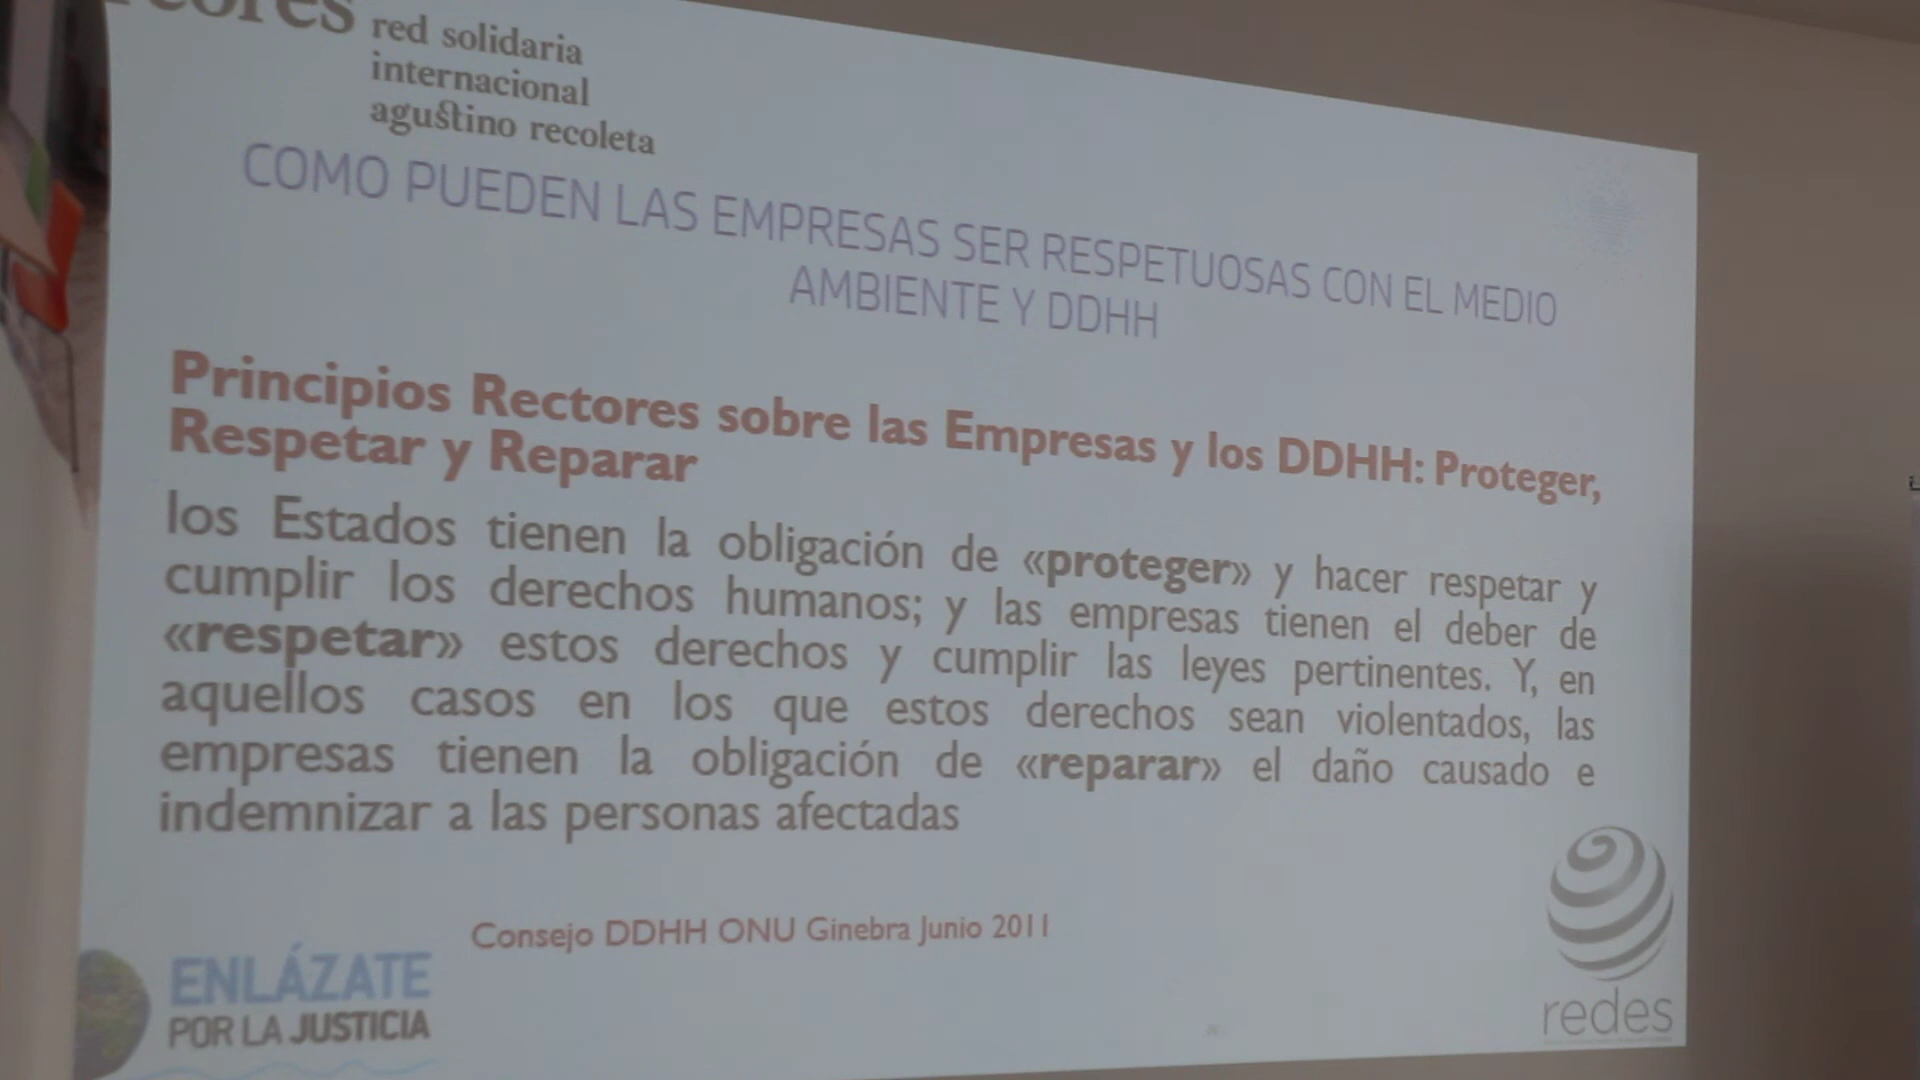 red solidaria
internacional
agustino recoleta
COMO PUEDEN LAS EMPRESAS SER RESPETUOSAS CON EL MEDIO
AMBIENTE Y DDHH
Principios Rectores sobre las Empresas y los DDHH: Proteger,
Respetar y Reparar
los Estados tienen la obligación de «proteger» y hacer respetar y
cumplir los derechos humanos; y las empresas tienen el deber de
«respetar» estos derechos y cumplir las leyes pertinentes. Y, en
aquellos casos en los que estos derechos sean violentados, las
empresas tienen la obligación de «reparar» el daño causado e
indemnizar a las personas afectadas
Consejo DDHH ONU Ginebra Junio 2011
ENLÁZATE
POR LA JUSTICIA
redes